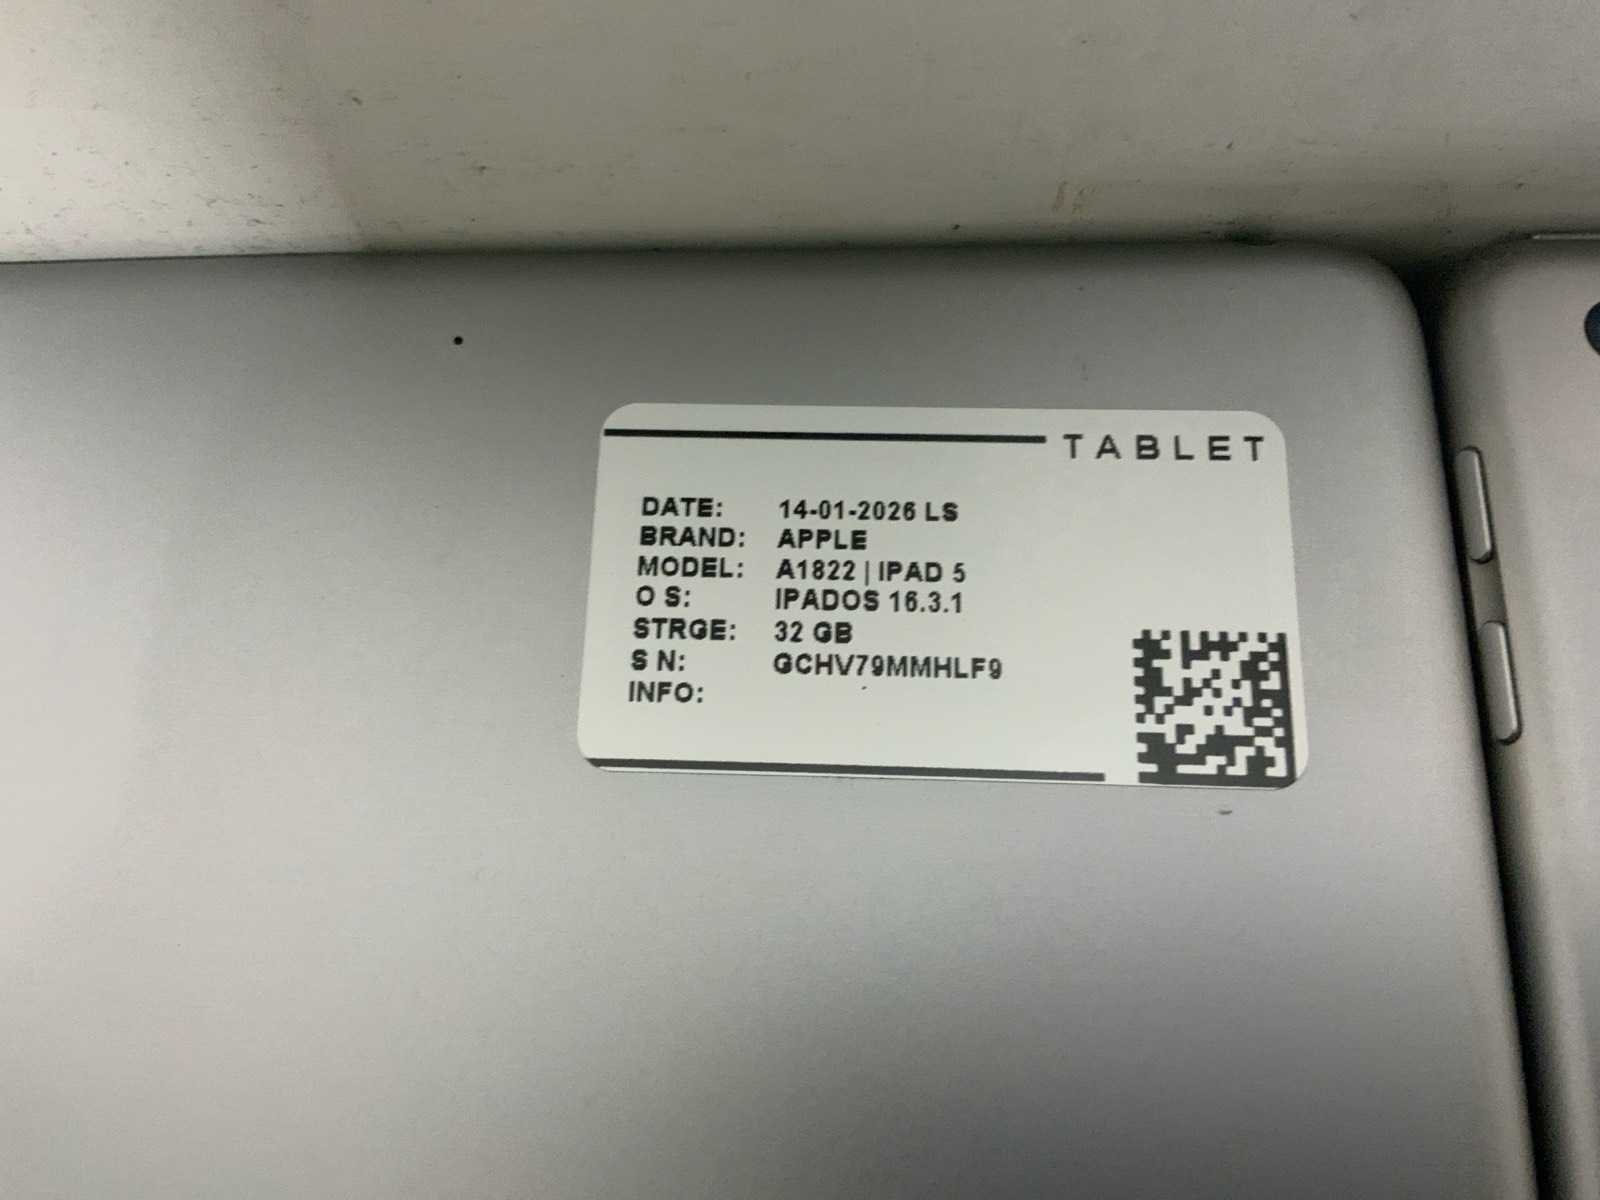 TABLET
DATE: 14-01-2026 LS
BRAND: APPLE
MODEL: A1822 | IPAD 5
O S: IPADOS 16.3.1
STRGE: 32 GB
S N: GCHV79MMHLF9
INFO: